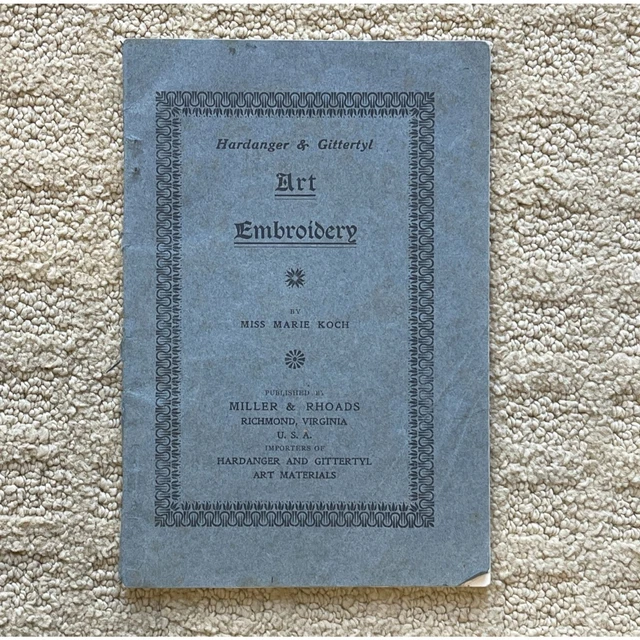 Hardanger & Gittertyl
Art
Embroidery
BY
MISS MARIE KOCH
PUBLISHED BY
MILLER & RHOADS
RICHMOND, VIRGINIA
U. S. A.
IMPORTERS OF
HARDANGER AND GITTERTYL
ART MATERIALS